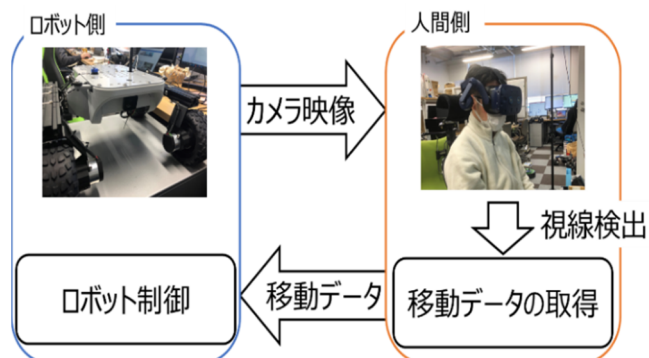 ロボット側
人間側
カメラ映像
視線検出
ロボット制御
移動データ
移動データの取得